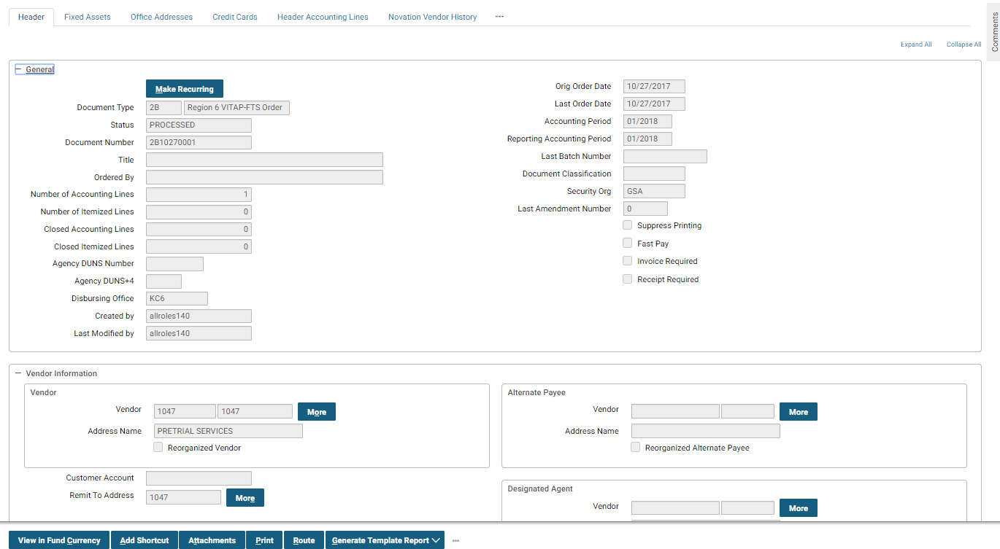 Header Fixed Assets Office Addresses Credit Cards Header Accounting Lines Novation Vendor History ---
Comments
Expand All Collapse All
General
Make Recurring
Document Type 2B Region 6 VITAP-FTS Order
Status PROCESSED
Document Number 2B10270001
Title
Ordered By
Number of Accounting Lines 1
Number of Itemized Lines 0
Closed Accounting Lines 0
Closed Itemized Lines 0
Agency DUNS Number
Agency DUNS+4
Disbursing Office KC6
Created by allroles140
Last Modified by allroles140
Orig Order Date 10/27/2017
Last Order Date 10/27/2017
Accounting Period 01/2018
Reporting Accounting Period 01/2018
Last Batch Number
Document Classification
Security Org GSA
Last Amendment Number 0
Suppress Printing
Fast Pay
Invoice Required
Receipt Required
Vendor Information
Vendor
Vendor 1047 1047 More
Address Name PRETRIAL SERVICES
Reorganized Vendor
Customer Account
Remit To Address 1047 More
Alternate Payee
Vendor More
Address Name
Reorganized Alternate Payee
Designated Agent
Vendor More
View in Fund Currency Add Shortcut Attachments Print Route Generate Template Report ---